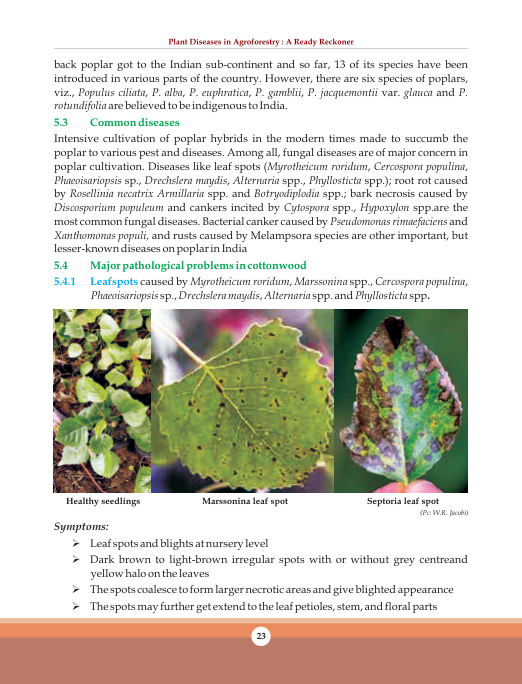 Plant Diseases in Agroforestry : A Ready Reckoner
back poplar got to the Indian sub-continent and so far, 13 of its species have been
introduced in various parts of the country. However, there are six species of poplars,
viz., Populus ciliata, P. alba, P. euphratica, P. gamblii, P. jacquemontii var. glauca and P.
rotundifolia are believed to be indigenous to India.
5.3 Common diseases
Intensive cultivation of poplar hybrids in the modern times made to succumb the
poplar to various pest and diseases. Among all, fungal diseases are of major concern in
poplar cultivation. Diseases like leaf spots (Myrotheicum roridum, Cercospora populina,
Phaeoisariopsis sp., Drechslera maydis, Alternaria spp., Phyllosticta spp.); root rot caused
by Rosellinia necatrix Armillaria spp. and Botryodiplodia spp.; bark necrosis caused by
Discosporium populeum and cankers incited by Cytospora spp., Hypoxylon spp.are the
most common fungal diseases. Bacterial canker caused by Pseudomonas rimaefaciens and
Xanthomonas populi, and rusts caused by Melampsora species are other important, but
lesser-known diseases on poplar in India
5.4 Major pathological problems in cottonwood
5.4.1 Leaf spots caused by Myrotheicum roridum, Marssonina spp., Cercospora populina,
Phaeoisariopsis sp., Drechslera maydis, Alternaria spp. and Phyllosticta spp.
Healthy seedlings Marssonina leaf spot Septoria leaf spot
(Pc: W.R. Jacobi)
Symptoms:
➢ Leaf spots and blights at nursery level
➢ Dark brown to light-brown irregular spots with or without grey centreand
yellow halo on the leaves
➢ The spots coalesce to form larger necrotic areas and give blighted appearance
➢ The spots may further get extend to the leaf petioles, stem, and floral parts
23